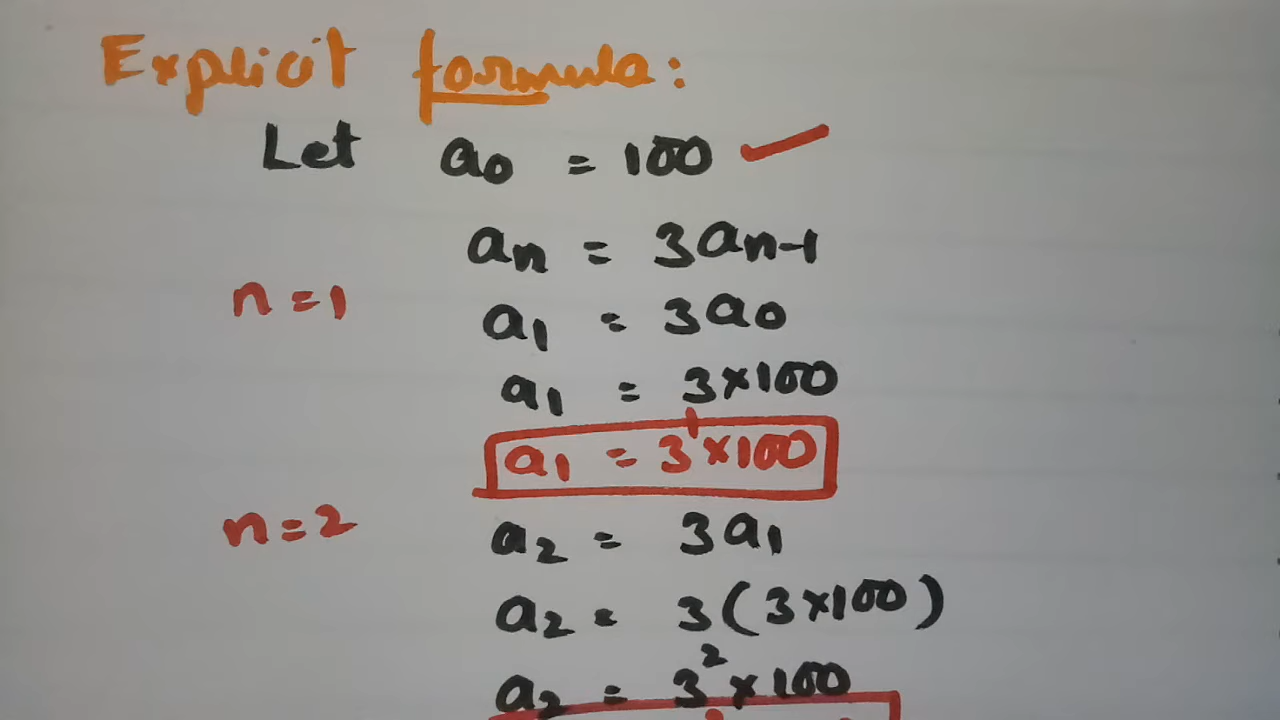 Explicit formula:
Let a₀ = 100 ✓
aₙ = 3aₙ₋₁
n=1 a₁ = 3a₀
a₁ = 3×100
a₁ = 3¹×100
n=2 a₂ = 3a₁
a₂ = 3(3×100)
a₂ = 3²×100